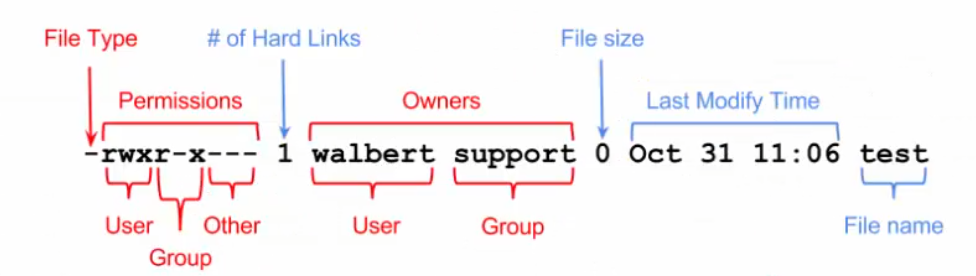 File Type # of Hard Links File size
Permissions Owners Last Modify Time
-rwxr-x--- 1 walbert support 0 Oct 31 11:06 test
User Other User Group File name
Group